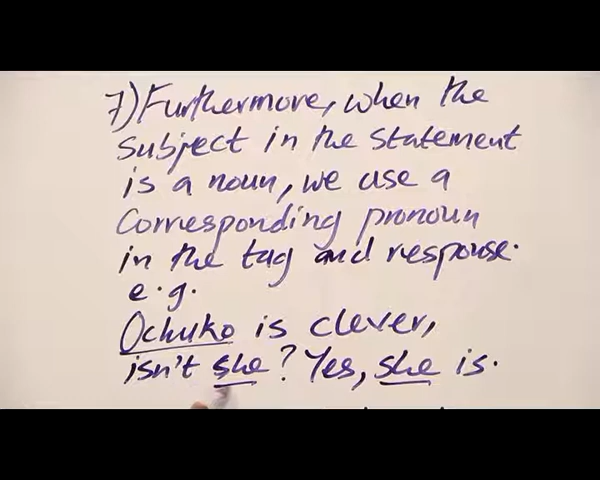 7) Furthermore, when the
subject in the statement
is a noun, we use a
corresponding pronoun
in the tag and response.
e.g.
Ochuko is clever,
isn't she? Yes, she is.